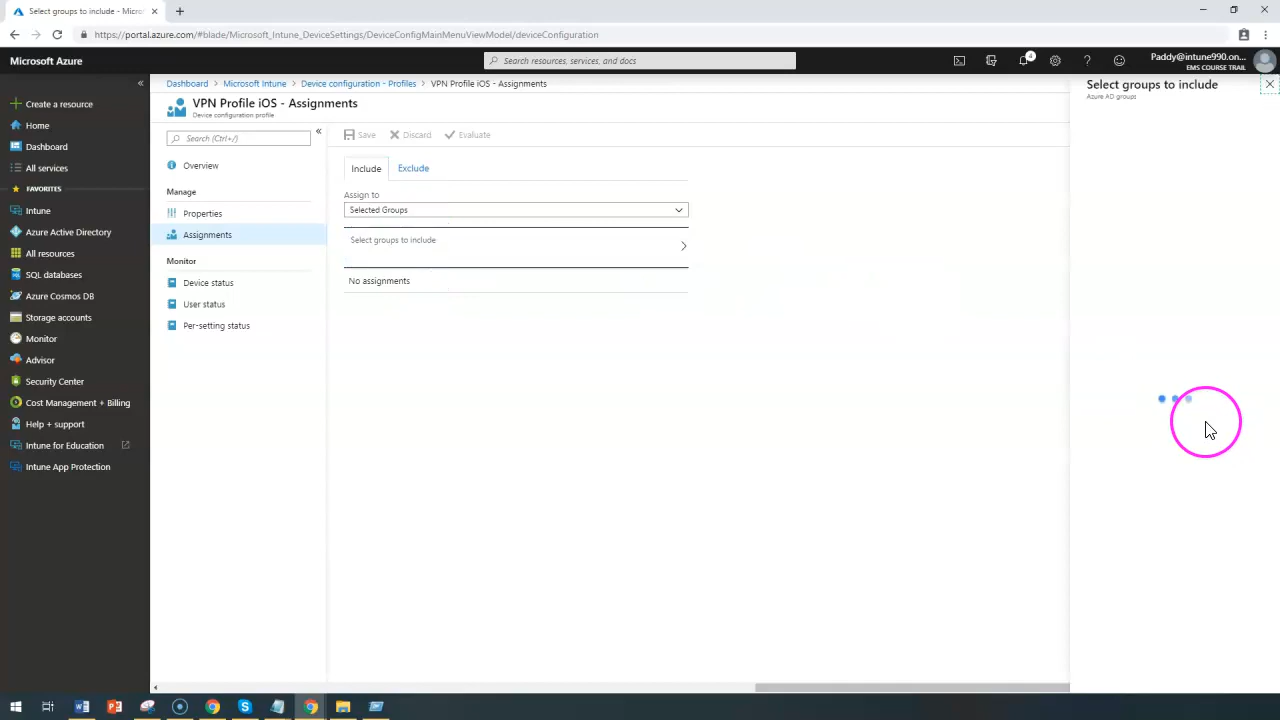 Select groups to include - Micros
https://portal.azure.com/#blade/Microsoft_Intune_DeviceSettings/DeviceConfigMainMenuViewModel/deviceConfiguration
Microsoft Azure
Search resources, services, and docs
4
Paddy@intune990.on...
EMS COURSE TRAIL
Create a resource
Home
Dashboard
All services
FAVORITES
Intune
Azure Active Directory
All resources
SQL databases
Azure Cosmos DB
Storage accounts
Monitor
Advisor
Security Center
Cost Management + Billing
Help + support
Intune for Education
Intune App Protection
Dashboard > Microsoft Intune > Device configuration - Profiles > VPN Profile iOS - Assignments
VPN Profile iOS - Assignments
Device configuration profile
Search (Ctrl+/)
Overview
Manage
Properties
Assignments
Monitor
Device status
User status
Per-setting status
Save Discard Evaluate
Include Exclude
Assign to
Selected Groups
Select groups to include
No assignments
Select groups to include
Azure AD groups